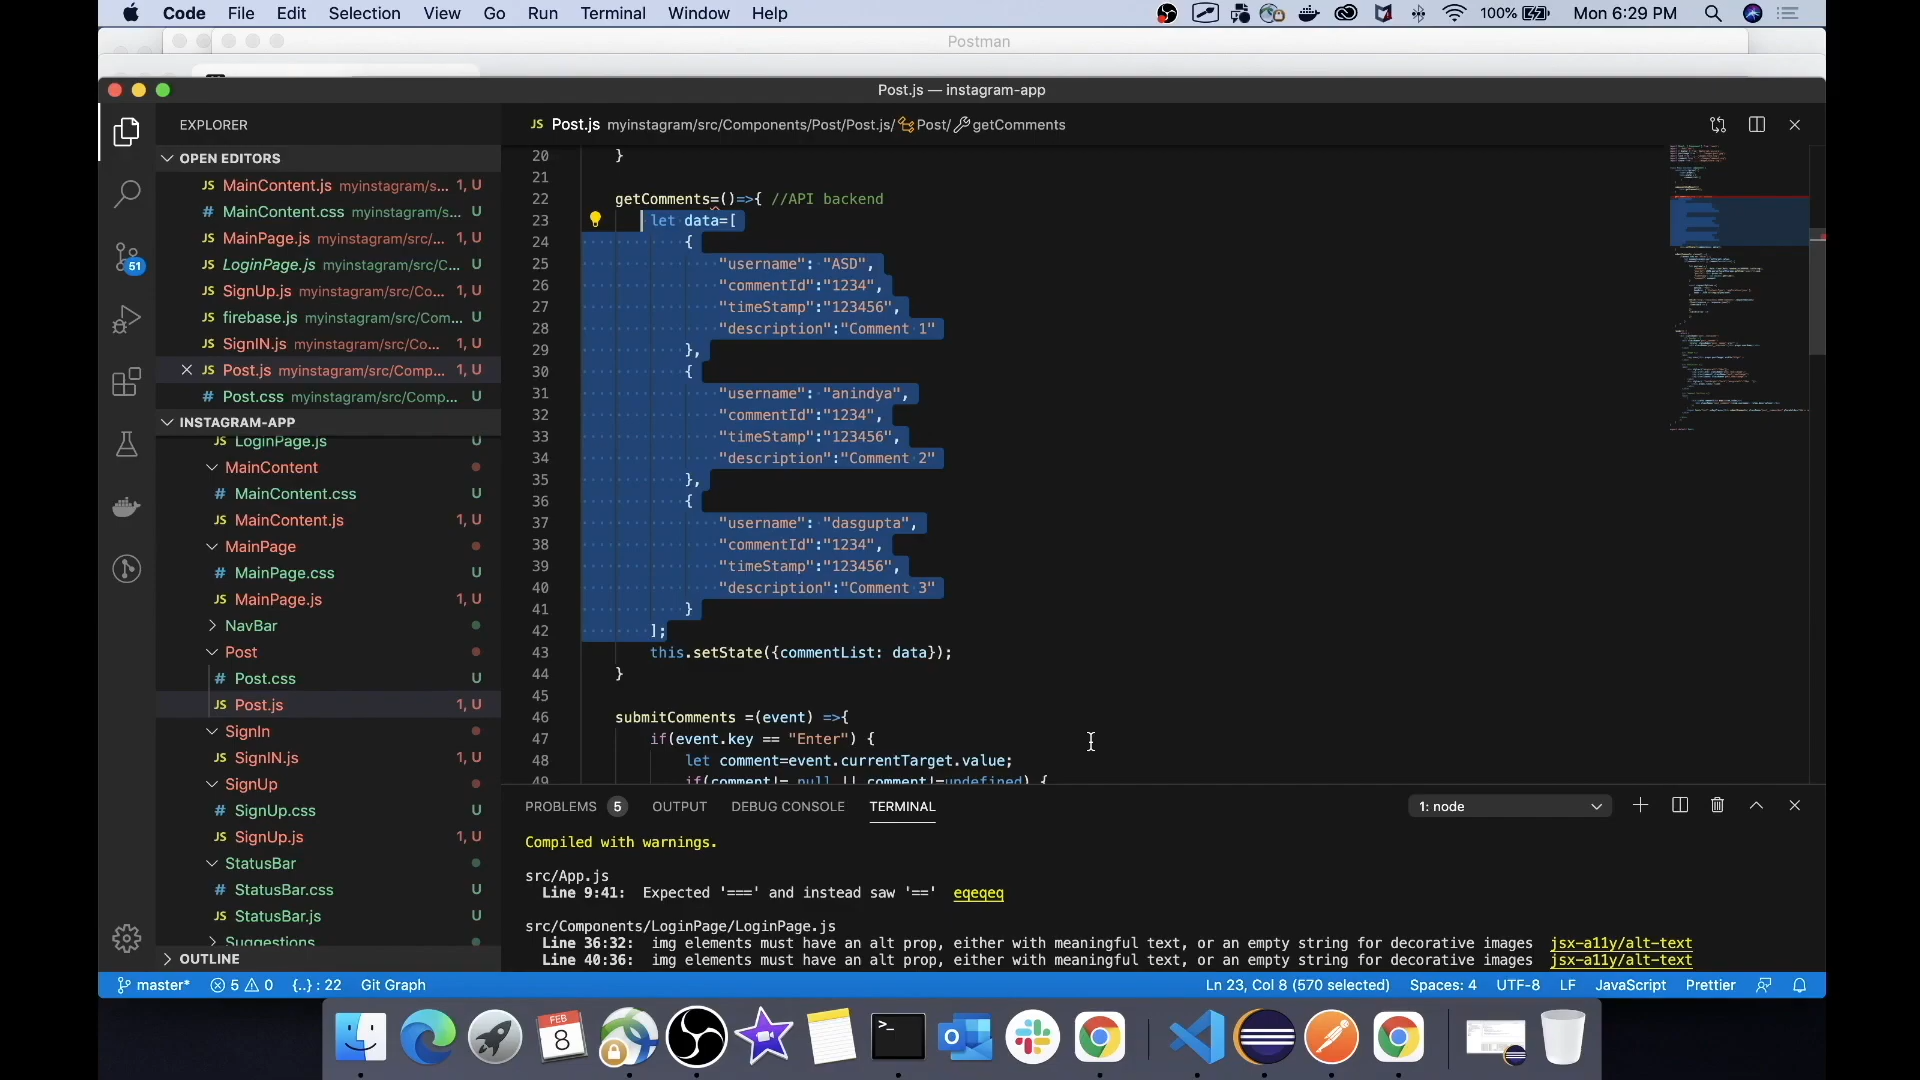 Code File Edit Selection View Go Run Terminal Window Help 100% Mon 6:29 PM
Postman
Post.js — instagram-app
EXPLORER
JS Post.js myinstagram/src/Components/Post/Post.js/ Post/ getComments
OPEN EDITORS
JS MainContent.js myinstagram/s... 1, U
# MainContent.css myinstagram/s... U
JS MainPage.js myinstagram/src/... 1, U
JS LoginPage.js myinstagram/src/C... U
JS SignUp.js myinstagram/src/Co... 1, U
JS firebase.js myinstagram/src/Com... U
JS SignIN.js myinstagram/src/Co... 1, U
JS Post.js myinstagram/src/Comp... 1, U
# Post.css myinstagram/src/Comp... U
INSTAGRAM-APP
JS LoginPage.js U
MainContent
# MainContent.css U
JS MainContent.js 1, U
MainPage
# MainPage.css U
JS MainPage.js 1, U
NavBar
Post
# Post.css U
JS Post.js 1, U
SignIn
JS SignIN.js 1, U
SignUp
# SignUp.css U
JS SignUp.js 1, U
StatusBar
# StatusBar.css U
JS StatusBar.js U
Suggestions
OUTLINE
51
20 }
21
22 getComments=()=>{ //API backend
23 let data=[
24 {
25 "username": "ASD",
26 "commentId":"1234",
27 "timeStamp":"123456",
28 "description":"Comment 1"
29 },
30 {
31 "username": "anindya",
32 "commentId":"1234",
33 "timeStamp":"123456",
34 "description":"Comment 2"
35 },
36 {
37 "username": "dasgupta",
38 "commentId":"1234",
39 "timeStamp":"123456",
40 "description":"Comment 3"
41 }
42 ];
43 this.setState({commentList: data});
44 }
45
46 submitComments =(event) =>{
47 if(event.key == "Enter") {
48 let comment=event.currentTarget.value;
49 if(comment!= null || comment!=undefined) {
PROBLEMS 5 OUTPUT DEBUG CONSOLE TERMINAL 1: node
Compiled with warnings.
src/App.js
Line 9:41: Expected '===' and instead saw '==' eqeqeq
src/Components/LoginPage/LoginPage.js
Line 36:32: img elements must have an alt prop, either with meaningful text, or an empty string for decorative images jsx-a11y/alt-text
Line 40:36: img elements must have an alt prop, either with meaningful text, or an empty string for decorative images jsx-a11y/alt-text
master* 5 0 {..} : 22 Git Graph Ln 23, Col 8 (570 selected) Spaces: 4 UTF-8 LF JavaScript Prettier
FEB
8